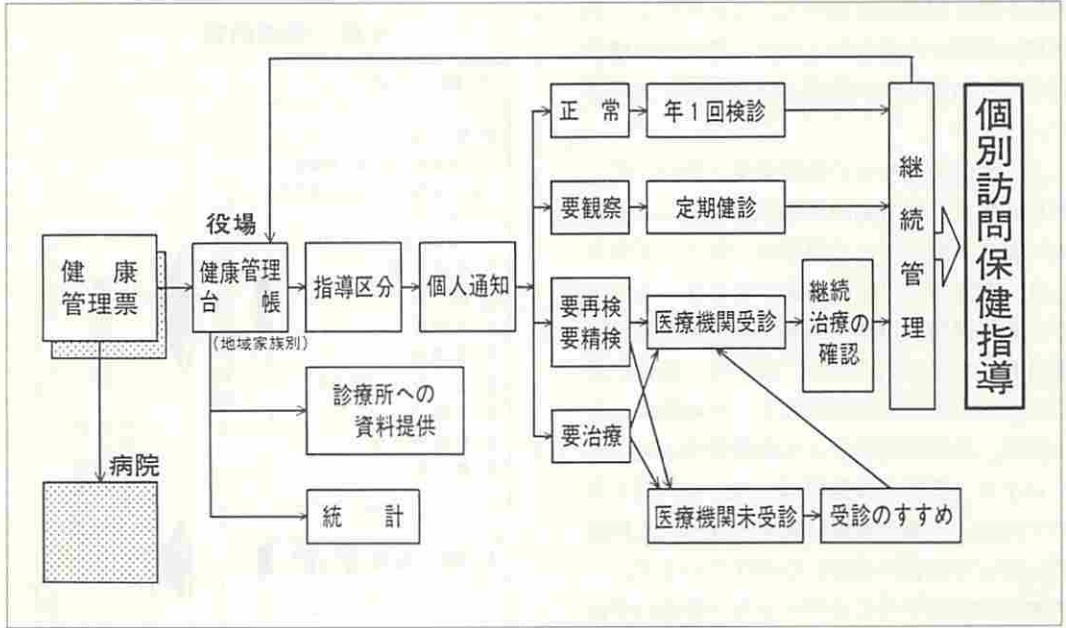 健康
管理票
病院
役場
健康管理
台帳
(地域家族別)
診療所への
資料提供
統計
指導区分
個人通知
正常
年1回検診
要観察
定期健診
要再検
要精検
医療機関受診
継続
治療の
確認
要治療
医療機関未受診
受診のすすめ
継続管理
個別訪問保健指導